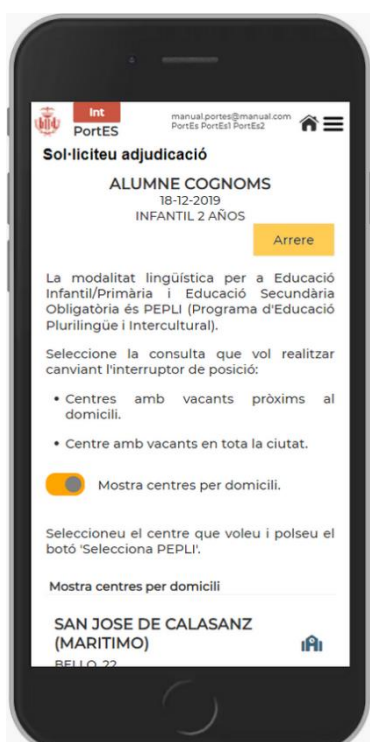 Int
PortES
manual.portes@manual.com
PortEs PortEs1 PortEs2
Sol·liciteu adjudicació
ALUMNE COGNOMS
18-12-2019
INFANTIL 2 AÑOS
Arrere
La modalitat lingüística per a Educació
Infantil/Primària i Educació Secundària
Obligatòria és PEPLI (Programa d'Educació
Plurilingüe i Intercultural).
Seleccione la consulta que vol realitzar
canviant l'interruptor de posició:
• Centres amb vacants pròxims al
domicili.
• Centre amb vacants en tota la ciutat.
Mostra centres per domicili.
Seleccioneu el centre que voleu i polseu el
botó 'Selecciona PEPLI'.
Mostra centres per domicili
SAN JOSE DE CALASANZ
(MARITIMO)
BELLO, 22